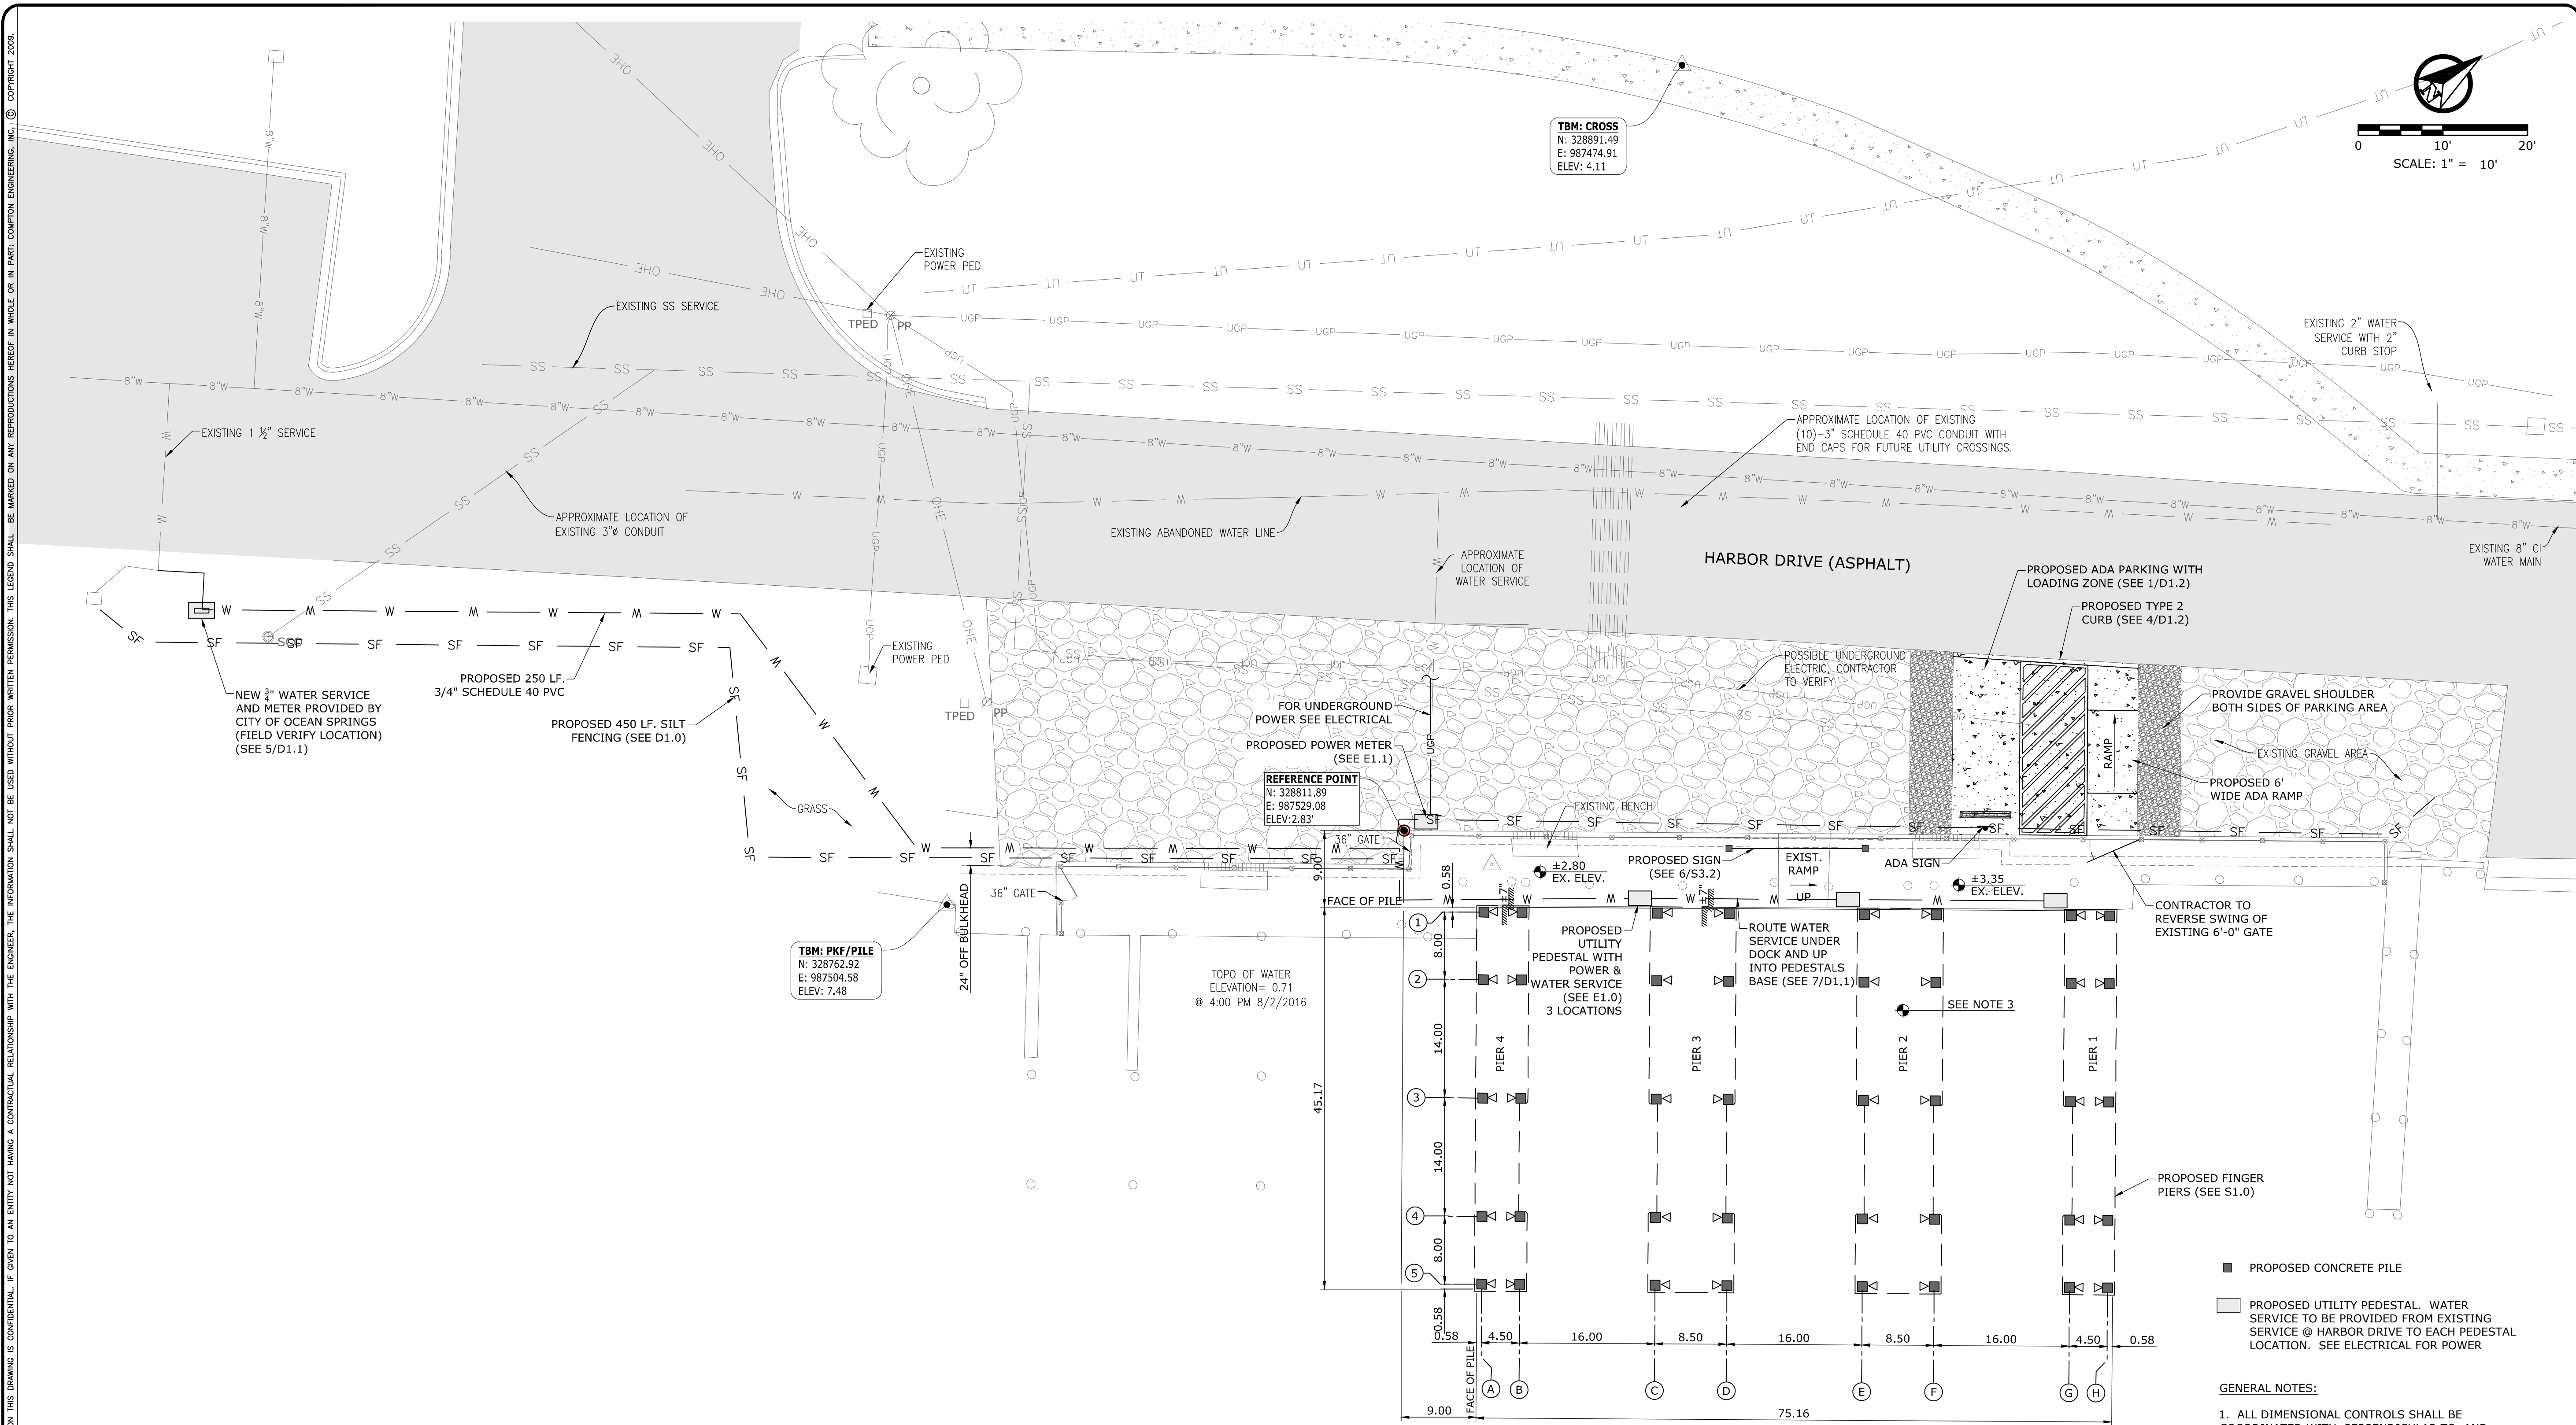 ON THIS DRAWING IS CONFIDENTIAL. IF GIVEN TO AN ENTITY NOT HAVING A CONTRACTUAL RELATIONSHIP WITH THE ENGINEER, THE INFORMATION SHALL NOT BE USED WITHOUT PRIOR WRITTEN PERMISSION. THIS LEGEND SHALL BE MARKED ON ANY REPRODUCTIONS HEREOF IN WHOLE OR IN PART: COMPTON ENGINEERING, INC. © COPYRIGHT 2009.
TBM: CROSS
N: 328891.49
E: 987474.91
ELEV: 4.11
0 10' 20'
SCALE: 1" = 10'
EXISTING
POWER PED
TPED PP
EXISTING SS SERVICE
EXISTING 2" WATER
SERVICE WITH 2"
CURB STOP
EXISTING 1 ½" SERVICE
APPROXIMATE LOCATION OF EXISTING
(10)-3" SCHEDULE 40 PVC CONDUIT WITH
END CAPS FOR FUTURE UTILITY CROSSINGS.
APPROXIMATE LOCATION OF
EXISTING 3"ø CONDUIT
EXISTING ABANDONED WATER LINE
APPROXIMATE
LOCATION OF
WATER SERVICE
HARBOR DRIVE (ASPHALT)
EXISTING 8" CI
WATER MAIN
PROPOSED ADA PARKING WITH
LOADING ZONE (SEE 1/D1.2)
PROPOSED TYPE 2
CURB (SEE 4/D1.2)
EXISTING
POWER PED
POSSIBLE UNDERGROUND
ELECTRIC, CONTRACTOR
TO VERIFY
PROPOSED 250 LF.
3/4" SCHEDULE 40 PVC
NEW ¾" WATER SERVICE
AND METER PROVIDED BY
CITY OF OCEAN SPRINGS
(FIELD VERIFY LOCATION)
(SEE 5/D1.1)
PROPOSED 450 LF. SILT
FENCING (SEE D1.0)
TPED PP
FOR UNDERGROUND
POWER SEE ELECTRICAL
PROVIDE GRAVEL SHOULDER
BOTH SIDES OF PARKING AREA
PROPOSED POWER METER
(SEE E1.1)
RAMP
EXISTING GRAVEL AREA
REFERENCE POINT
N: 328811.89
E: 987529.08
ELEV:2.83'
PROPOSED 6'
WIDE ADA RAMP
GRASS
EXISTING BENCH
36" GATE
9.00
0.58
±2.80
EX. ELEV.
PROPOSED SIGN
(SEE 6/S3.2)
EXIST.
RAMP
UP
ADA SIGN
±3.35
EX. ELEV.
36" GATE
FACE OF PILE
±7"
±7"
24" OFF BULKHEAD
CONTRACTOR TO
REVERSE SWING OF
EXISTING 6'-0" GATE
PROPOSED
UTILITY
PEDESTAL WITH
POWER &
WATER SERVICE
(SEE E1.0)
3 LOCATIONS
ROUTE WATER
SERVICE UNDER
DOCK AND UP
INTO PEDESTALS
BASE (SEE 7/D1.1)
TBM: PKF/PILE
N: 328762.92
E: 987504.58
ELEV: 7.48
TOPO OF WATER
ELEVATION= 0.71
@ 4:00 PM 8/2/2016
SEE NOTE 3
1
8.00
2
14.00
3
14.00
4
8.00
5
0.58
45.17
PIER 4
PIER 3
PIER 2
PIER 1
PROPOSED FINGER
PIERS (SEE S1.0)
PROPOSED CONCRETE PILE
PROPOSED UTILITY PEDESTAL. WATER
SERVICE TO BE PROVIDED FROM EXISTING
SERVICE @ HARBOR DRIVE TO EACH PEDESTAL
LOCATION. SEE ELECTRICAL FOR POWER
0.58 4.50 16.00 8.50 16.00 8.50 16.00 4.50 0.58
FACE OF PILE
A B C D E F G H
9.00 75.16
GENERAL NOTES:
1. ALL DIMENSIONAL CONTROLS SHALL BE